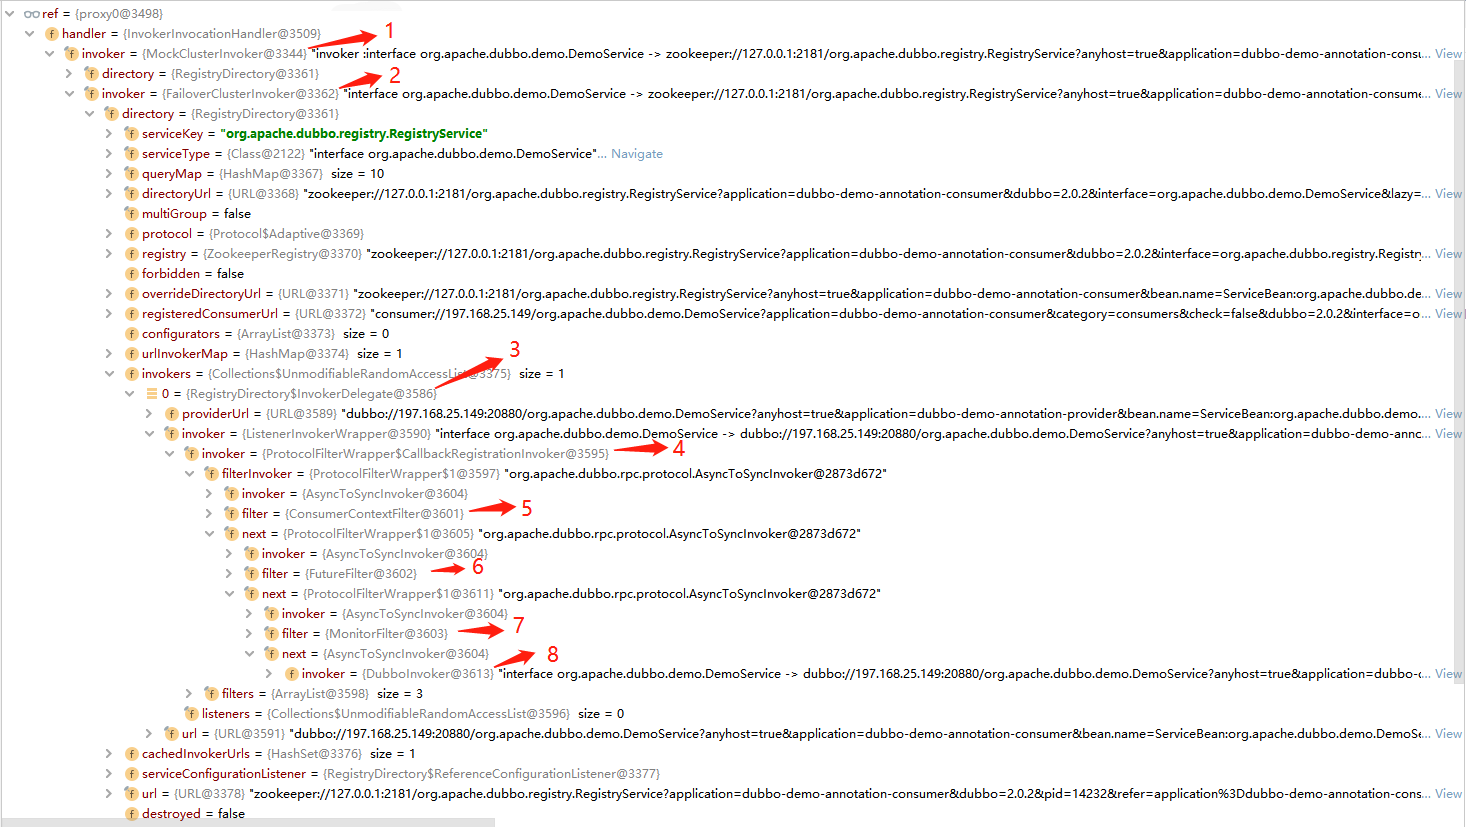 ref = {proxy0@3498}
handler = {InvokerInvocationHandler@3509}
1
invoker = {MockClusterInvoker@3344} "invoker :interface org.apache.dubbo.demo.DemoService -> zookeeper://127.0.0.1:2181/org.apache.dubbo.registry.RegistryService?anyhost=true&application=dubbo-demo-annotation-consu... View
directory = {RegistryDirectory@3361}
2
invoker = {FailoverClusterInvoker@3362} "interface org.apache.dubbo.demo.DemoService -> zookeeper://127.0.0.1:2181/org.apache.dubbo.registry.RegistryService?anyhost=true&application=dubbo-demo-annotation-consume... View
directory = {RegistryDirectory@3361}
serviceKey = "org.apache.dubbo.registry.RegistryService"
serviceType = {Class@2122} "interface org.apache.dubbo.demo.DemoService"... Navigate
queryMap = {HashMap@3367} size = 10
directoryUrl = {URL@3368} "zookeeper://127.0.0.1:2181/org.apache.dubbo.registry.RegistryService?application=dubbo-demo-annotation-consumer&dubbo=2.0.2&interface=org.apache.dubbo.demo.DemoService&lazy=... View
multiGroup = false
protocol = {Protocol$Adaptive@3369}
registry = {ZookeeperRegistry@3370} "zookeeper://127.0.0.1:2181/org.apache.dubbo.registry.RegistryService?application=dubbo-demo-annotation-consumer&dubbo=2.0.2&interface=org.apache.dubbo.registry.Registry... View
forbidden = false
overrideDirectoryUrl = {URL@3371} "zookeeper://127.0.0.1:2181/org.apache.dubbo.registry.RegistryService?anyhost=true&application=dubbo-demo-annotation-consumer&bean.name=ServiceBean:org.apache.dubbo.de... View
registeredConsumerUrl = {URL@3372} "consumer://197.168.25.149/org.apache.dubbo.demo.DemoService?application=dubbo-demo-annotation-consumer&category=consumers&check=false&dubbo=2.0.2&interface=o... View
configurators = {ArrayList@3373} size = 0
urlInvokerMap = {HashMap@3374} size = 1
3
invokers = {Collections$UnmodifiableRandomAccessList@3375} size = 1
0 = {RegistryDirectory$InvokerDelegate@3586}
providerUrl = {URL@3589} "dubbo://197.168.25.149:20880/org.apache.dubbo.demo.DemoService?anyhost=true&application=dubbo-demo-annotation-provider&bean.name=ServiceBean:org.apache.dubbo.demo.... View
invoker = {ListenerInvokerWrapper@3590} "interface org.apache.dubbo.demo.DemoService -> dubbo://197.168.25.149:20880/org.apache.dubbo.demo.DemoService?anyhost=true&application=dubbo-demo-anno... View
invoker = {ProtocolFilterWrapper$CallbackRegistrationInvoker@3595} 4
filterInvoker = {ProtocolFilterWrapper$1@3597} "org.apache.dubbo.rpc.protocol.AsyncToSyncInvoker@2873d672"
invoker = {AsyncToSyncInvoker@3604}
filter = {ConsumerContextFilter@3601} 5
next = {ProtocolFilterWrapper$1@3605} "org.apache.dubbo.rpc.protocol.AsyncToSyncInvoker@2873d672"
invoker = {AsyncToSyncInvoker@3604}
filter = {FutureFilter@3602} 6
next = {ProtocolFilterWrapper$1@3611} "org.apache.dubbo.rpc.protocol.AsyncToSyncInvoker@2873d672"
invoker = {AsyncToSyncInvoker@3604}
filter = {MonitorFilter@3603} 7
next = {AsyncToSyncInvoker@3604} 8
invoker = {DubboInvoker@3613} "interface org.apache.dubbo.demo.DemoService -> dubbo://197.168.25.149:20880/org.apache.dubbo.demo.DemoService?anyhost=true&application=dubbo-... View
filters = {ArrayList@3598} size = 3
listeners = {Collections$UnmodifiableRandomAccessList@3596} size = 0
url = {URL@3591} "dubbo://197.168.25.149:20880/org.apache.dubbo.demo.DemoService?anyhost=true&application=dubbo-demo-annotation-consumer&bean.name=ServiceBean:org.apache.dubbo.demo.DemoSe... View
cachedInvokerUrls = {HashSet@3376} size = 1
serviceConfigurationListener = {RegistryDirectory$ReferenceConfigurationListener@3377}
url = {URL@3378} "zookeeper://127.0.0.1:2181/org.apache.dubbo.registry.RegistryService?application=dubbo-demo-annotation-consumer&dubbo=2.0.2&pid=14232&refer=application%3Ddubbo-demo-annotation-cons... View
destroyed = false